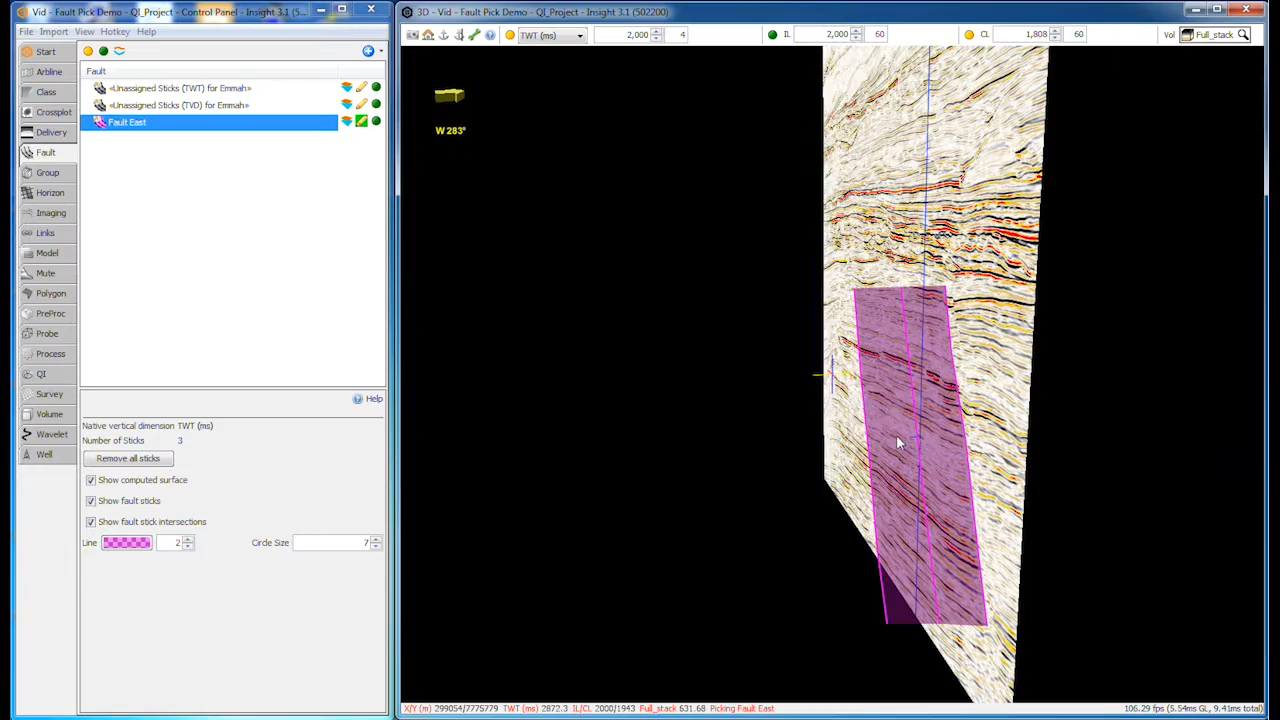 Vid - Fault Pick Demo - QI_Project - Control Panel - Insight 3.1 (5...
File Import View Hotkey Help
Start
Arbline
Class
Crossplot
Delivery
Fault
Group
Horizon
Imaging
Links
Model
Mute
Polygon
PreProc
Probe
Process
QI
Survey
Volume
Wavelet
Well
Fault
<Unassigned Sticks (TWT) for Emmah>
<Unassigned Sticks (TVD) for Emmah>
Fault East
Help
Native vertical dimension TWT (ms)
Number of Sticks 3
Remove all sticks
Show computed surface
Show fault sticks
Show fault stick intersections
Line 2 Circle Size 7
3D - Vid - Fault Pick Demo - QI_Project - Insight 3.1 (502200)
TWT (ms) 2,000 4 IL 2,000 60 CL 1,808 60 Vol Full_stack
W 283°
X/Y (m) 299054/7775779 TWT (ms) 2872.3 IL/CL 2000/1943 Full_stack 631.68 Picking Fault East
106.29 fps (5.54ms GL, 9.41ms total)